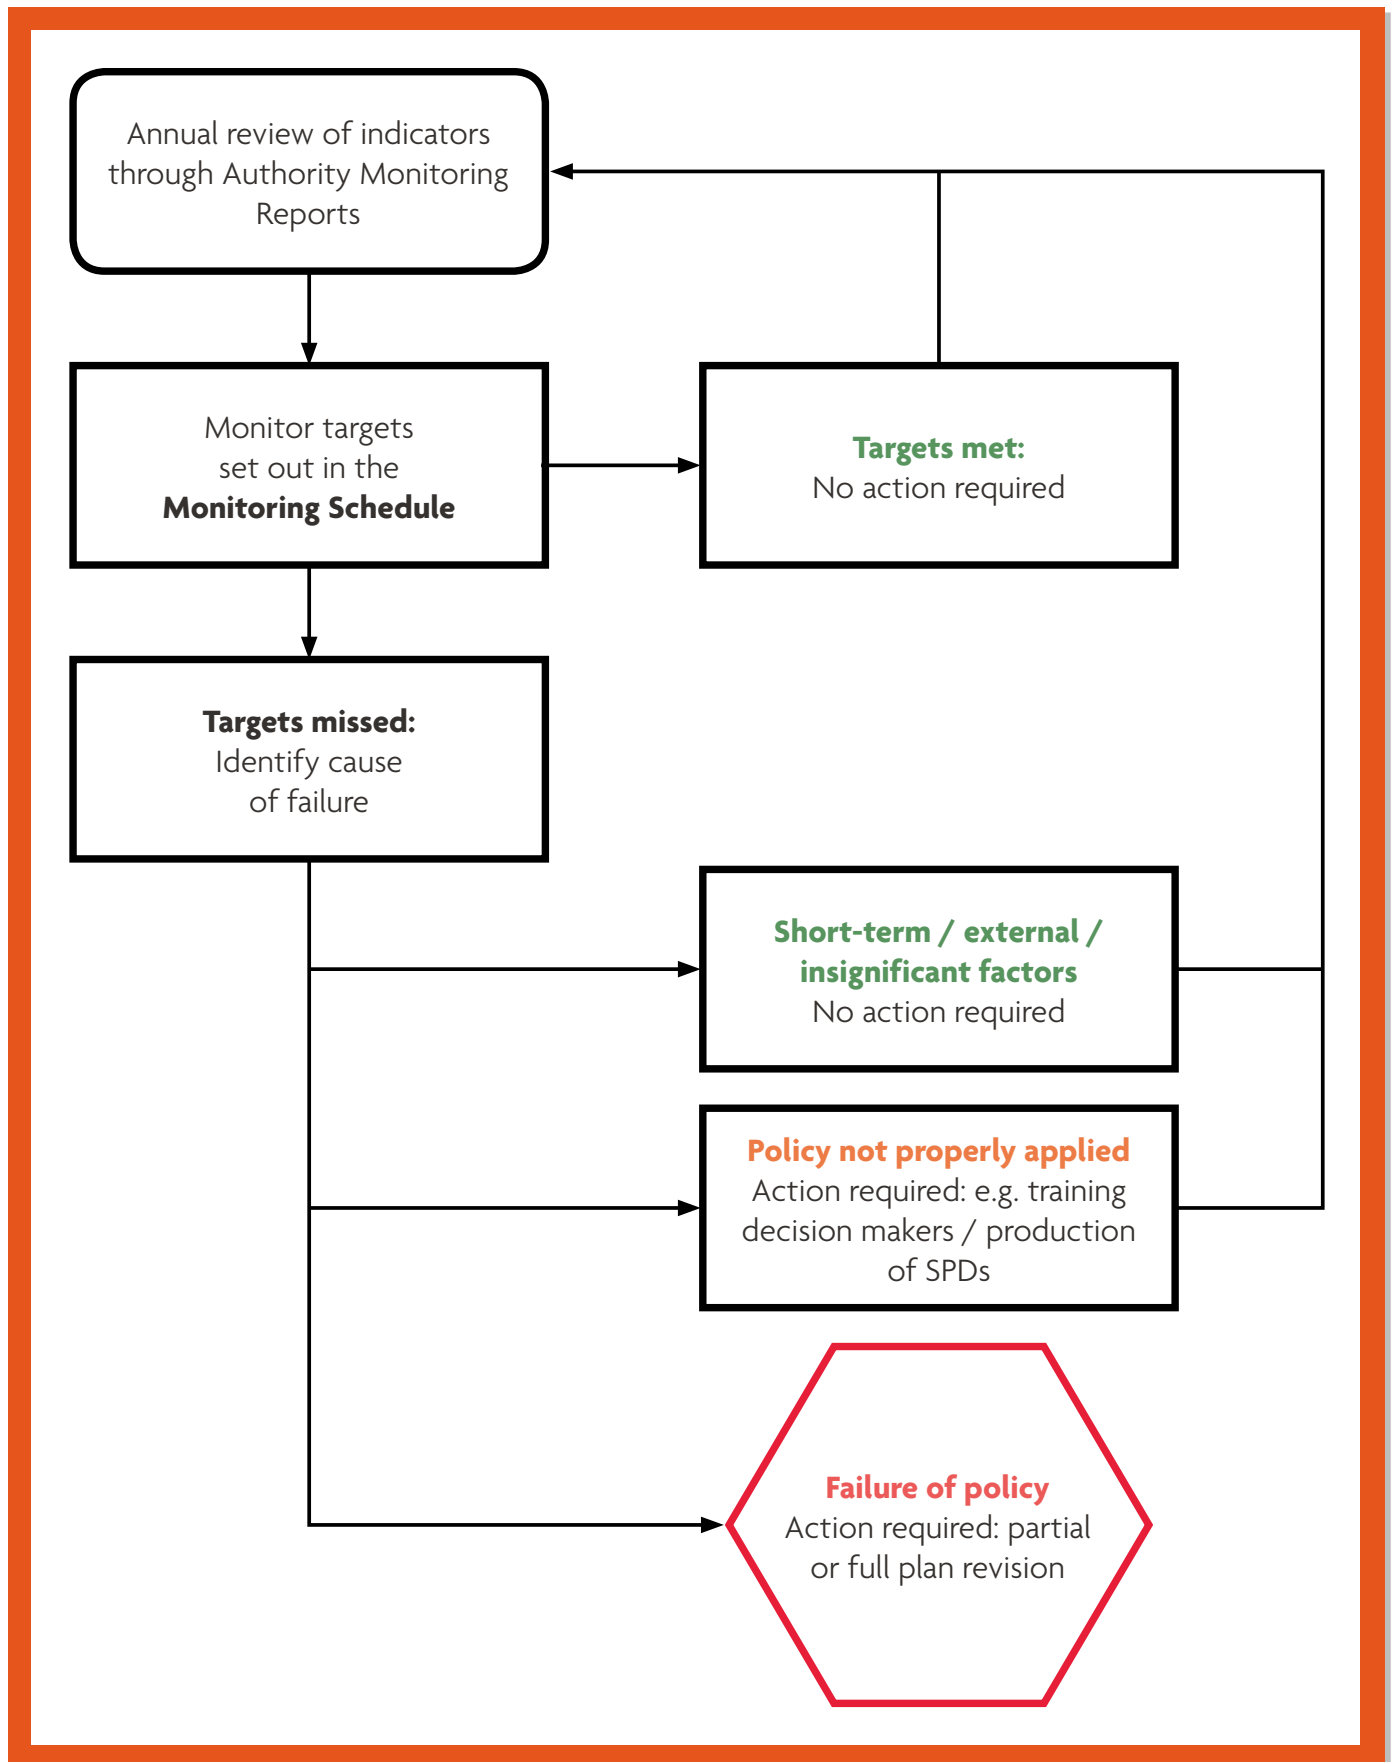 Annual review of indicators
through Authority Monitoring
Reports
Monitor targets
set out in the
Monitoring Schedule
Targets met:
No action required
Targets missed:
Identify cause
of failure
Short-term / external /
insignificant factors
No action required
Policy not properly applied
Action required: e.g. training
decision makers / production
of SPDs
Failure of policy
Action required: partial
or full plan revision